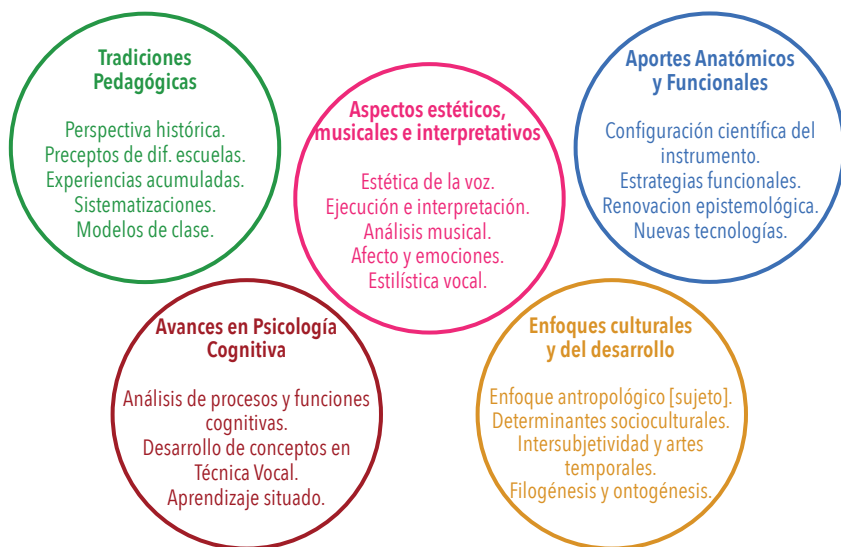 Tradiciones
Pedagógicas
Perspectiva histórica.
Preceptos de dif. escuelas.
Experiencias acumuladas.
Sistematizaciones.
Modelos de clase.
Aspectos estéticos,
musicales e interpretativos
Estética de la voz.
Ejecución e interpretación.
Análisis musical.
Afecto y emociones.
Estilística vocal.
Aportes Anatómicos
y Funcionales
Configuración científica del
instrumento.
Estrategias funcionales.
Renovacion epistemológica.
Nuevas tecnologías.
Avances en Psicología
Cognitiva
Análisis de procesos y funciones
cognitivas.
Desarrollo de conceptos en
Técnica Vocal.
Aprendizaje situado.
Enfoques culturales
y del desarrollo
Enfoque antropológico [sujeto].
Determinantes socioculturales.
Intersubjetividad y artes
temporales.
Filogénesis y ontogénesis.